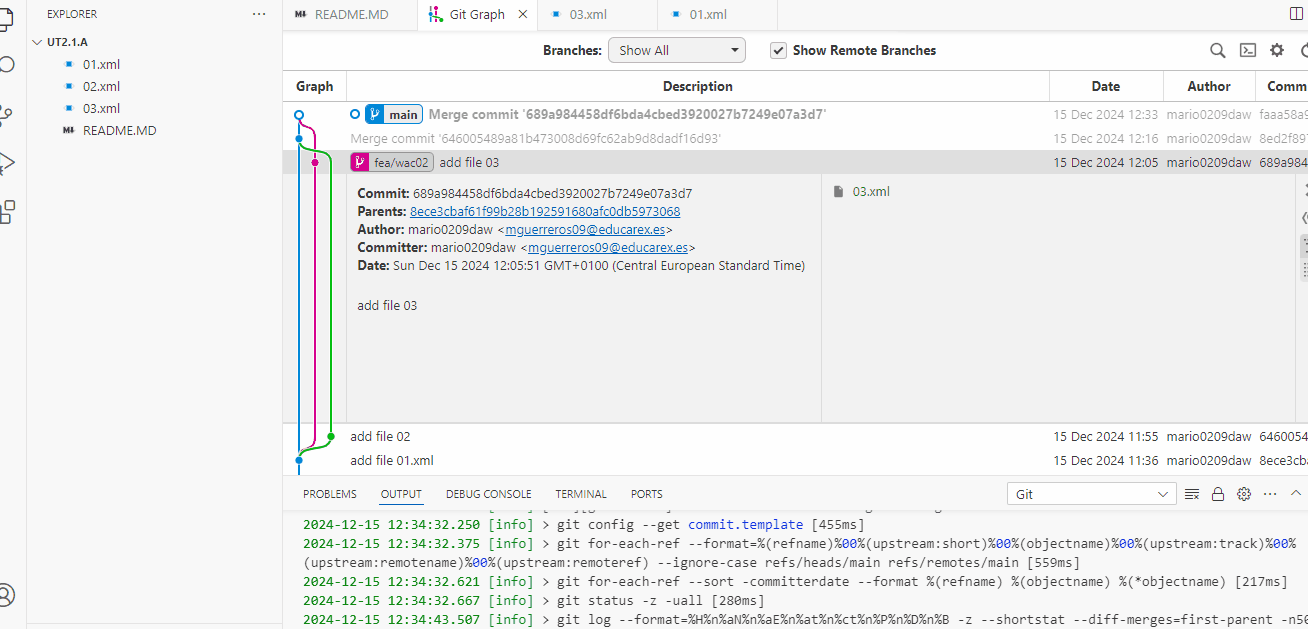 EXPLORER
UT2.1.A
01.xml
02.xml
03.xml
README.MD
README.MD
Git Graph
03.xml
01.xml
Branches: Show All Show Remote Branches
Graph Description Date Author Comm
main Merge commit '689a984458df6bda4cbed3920027b7249e07a3d7' 15 Dec 2024 12:33 mario0209daw faaa58a9
Merge commit '646005489a81b473008d69fc62ab9d8dadf16d93' 15 Dec 2024 12:16 mario0209daw 8ed2f897
fea/wac02 add file 03 15 Dec 2024 12:05 mario0209daw 689a984
Commit: 689a984458df6bda4cbed3920027b7249e07a3d7
Parents: 8ece3cbaf61f99b28b192591680afc0db5973068
Author: mario0209daw <mguerreros09@educarex.es>
Committer: mario0209daw <mguerreros09@educarex.es>
Date: Sun Dec 15 2024 12:05:51 GMT+0100 (Central European Standard Time)
add file 03
03.xml
add file 02 15 Dec 2024 11:55 mario0209daw 6460054
add file 01.xml 15 Dec 2024 11:36 mario0209daw 8ece3cb
PROBLEMS OUTPUT DEBUG CONSOLE TERMINAL PORTS Git
2024-12-15 12:34:32.250 [info] > git config --get commit.template [455ms]
2024-12-15 12:34:32.375 [info] > git for-each-ref --format=%(refname)%00%(upstream:short)%00%(objectname)%00%(upstream:track)%00%
(upstream:remotename)%00%(upstream:remoteref) --ignore-case refs/heads/main refs/remotes/main [559ms]
2024-12-15 12:34:32.621 [info] > git for-each-ref --sort -committerdate --format %(refname) %(objectname) %(*objectname) [217ms]
2024-12-15 12:34:32.667 [info] > git status -z -uall [280ms]
2024-12-15 12:34:43.507 [info] > git log --format=%H%n%aN%n%aE%n%at%n%ct%n%P%n%D%n%B -z --shortstat --diff-merges=first-parent -n50